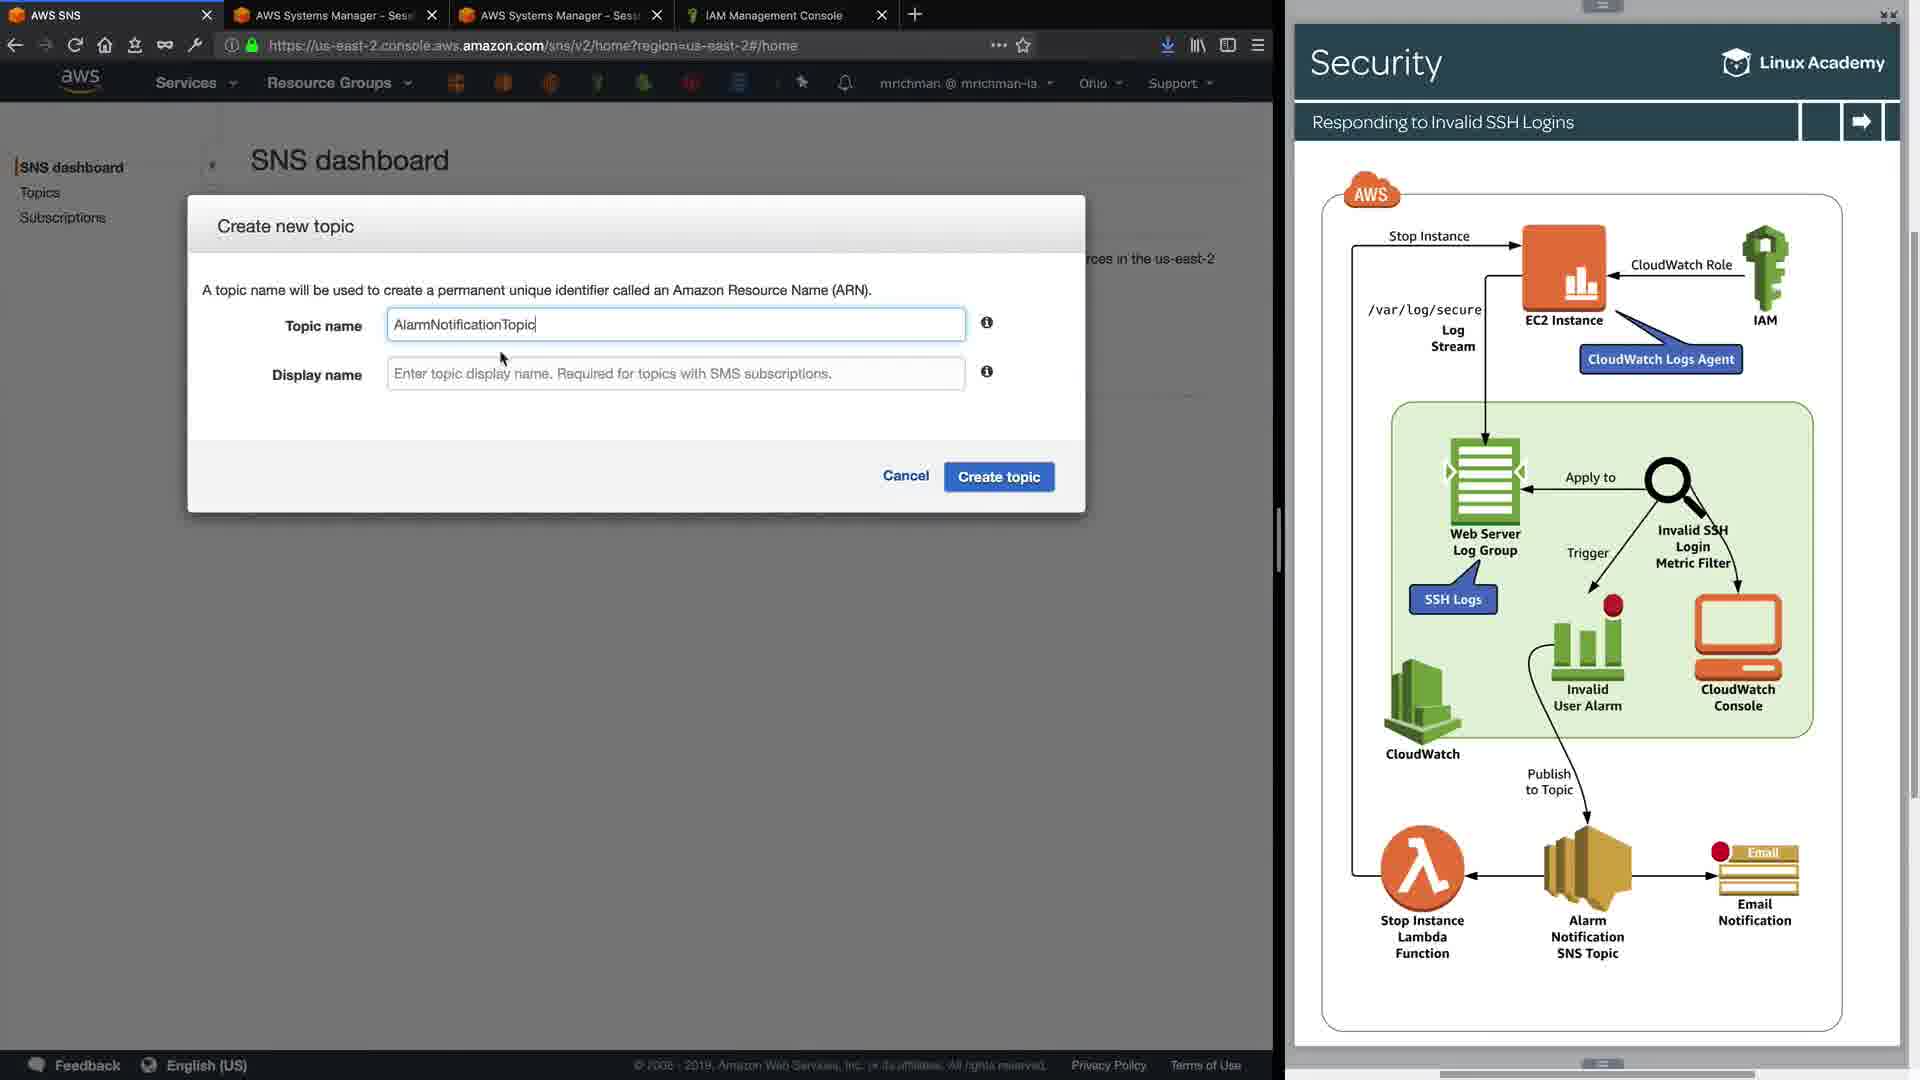 AWS SNS
AWS Systems Manager - Sess
AWS Systems Manager - Sess
IAM Management Console
https://us-east-2.console.aws.amazon.com/sns/v2/home?region=us-east-2#/home
aws
Services
Resource Groups
mrichman @ mrichman-la
Ohio
Support
SNS dashboard
Topics
Subscriptions
SNS dashboard
rces in the us-east-2
Create new topic
A topic name will be used to create a permanent unique identifier called an Amazon Resource Name (ARN).
Topic name
AlarmNotificationTopic
Display name
Enter topic display name. Required for topics with SMS subscriptions.
Cancel
Create topic
Feedback
English (US)
© 2008 - 2019, Amazon Web Services, Inc. or its affiliates. All rights reserved.
Privacy Policy
Terms of Use
Security
Linux Academy
Responding to Invalid SSH Logins
AWS
Stop Instance
CloudWatch Role
/var/log/secure
Log
Stream
EC2 Instance
IAM
CloudWatch Logs Agent
Apply to
Web Server
Log Group
Invalid SSH
Login
Metric Filter
Trigger
SSH Logs
Invalid
User Alarm
CloudWatch
Console
CloudWatch
Publish
to Topic
Email
Stop Instance
Lambda
Function
Alarm
Notification
SNS Topic
Email
Notification